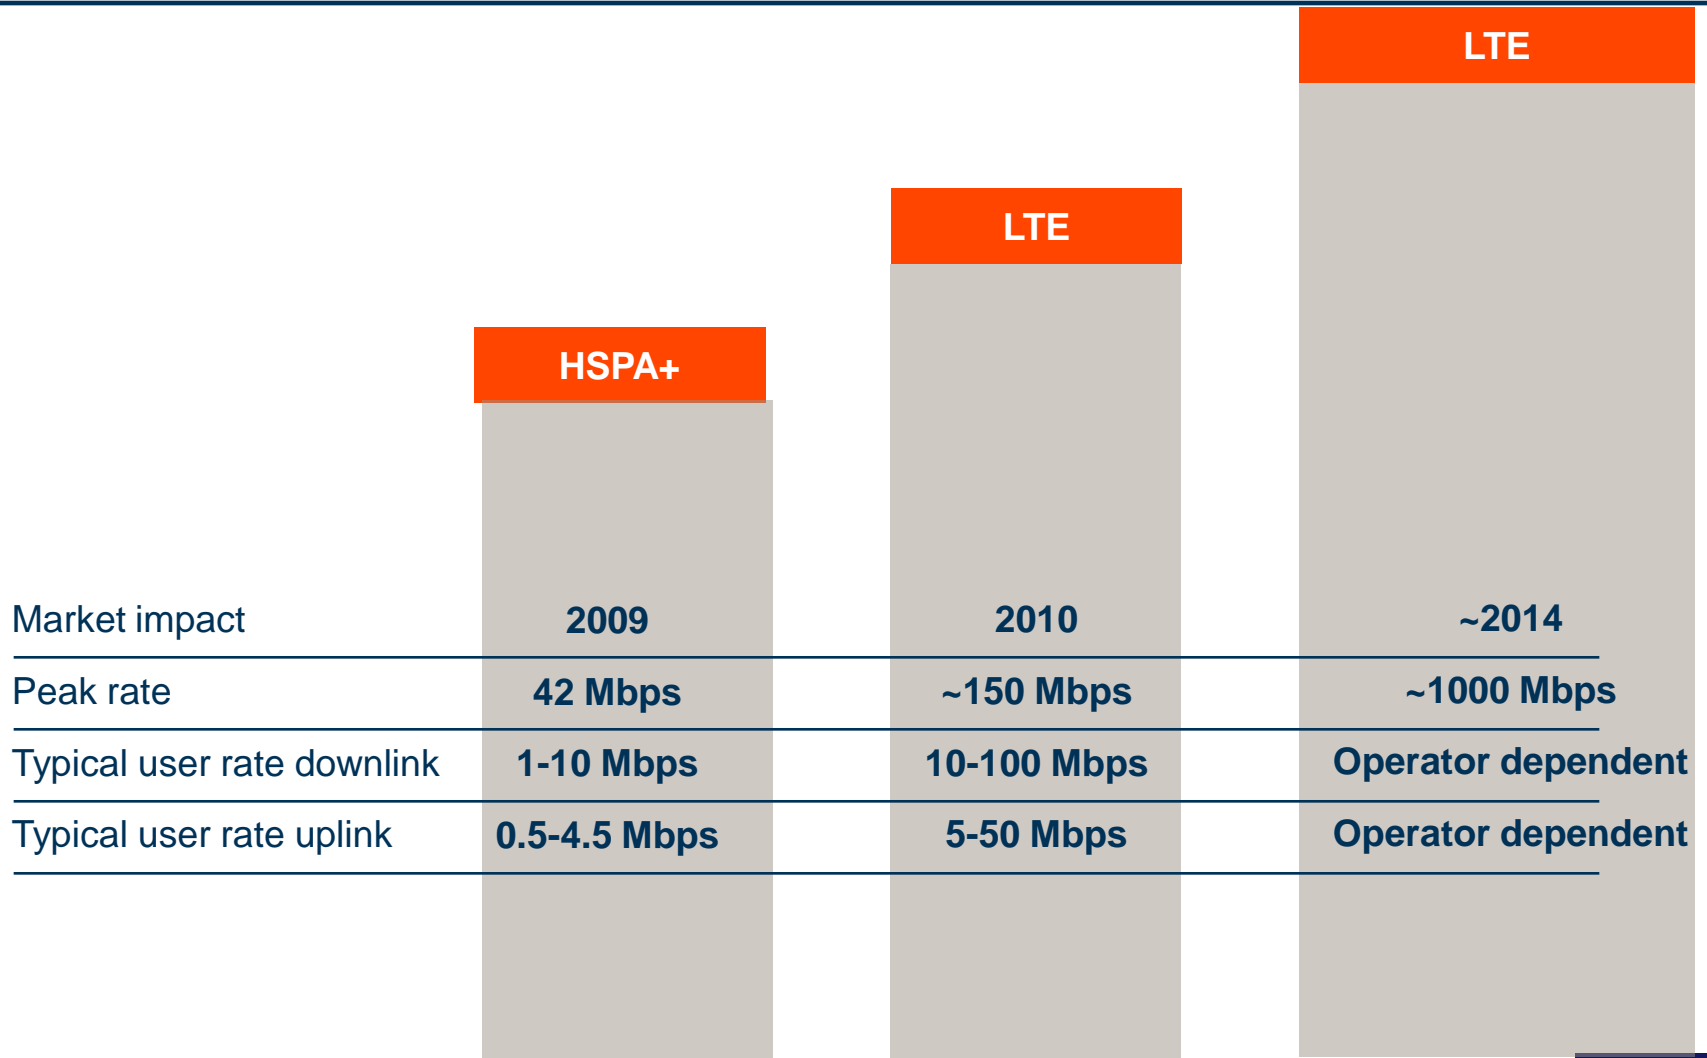 LTE
LTE
HSPA+
Market impact 2009 2010 ~2014
Peak rate 42 Mbps ~150 Mbps ~1000 Mbps
Typical user rate downlink 1-10 Mbps 10-100 Mbps Operator dependent
Typical user rate uplink 0.5-4.5 Mbps 5-50 Mbps Operator dependent